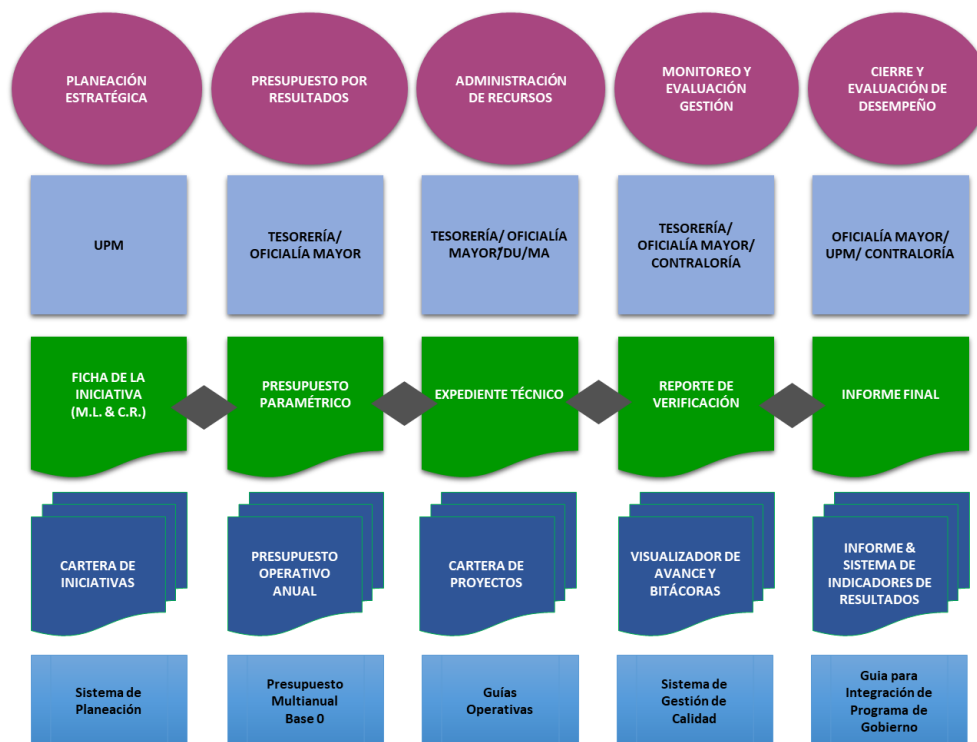 PLANEACIÓN
ESTRATÉGICA
PRESUPUESTO POR
RESULTADOS
ADMINISTRACIÓN
DE RECURSOS
MONITOREO Y
EVALUACIÓN
GESTIÓN
CIERRE Y
EVALUACIÓN DE
DESEMPEÑO
UPM
TESORERÍA/
OFICIALÍA MAYOR
TESORERÍA/ OFICIALÍA
MAYOR/DU/MA
TESORERÍA/
OFICIALÍA MAYOR/
CONTRALORÍA
OFICIALÍA MAYOR/
UPM/ CONTRALORÍA
FICHA DE LA
INICIATIVA
(M.L. & C.R.)
PRESUPUESTO
PARAMÉTRICO
EXPEDIENTE TÉCNICO
REPORTE DE
VERIFICACIÓN
INFORME FINAL
CARTERA DE
INICIATIVAS
PRESUPUESTO
OPERATIVO
ANUAL
CARTERA DE
PROYECTOS
VISUALIZADOR DE
AVANCE Y
BITÁCORAS
INFORME &
SISTEMA DE
INDICADORES DE
RESULTADOS
Sistema de
Planeación
Presupuesto
Multianual
Base 0
Guías
Operativas
Sistema de
Gestión de
Calidad
Guia para
Integración de
Programa de
Gobierno